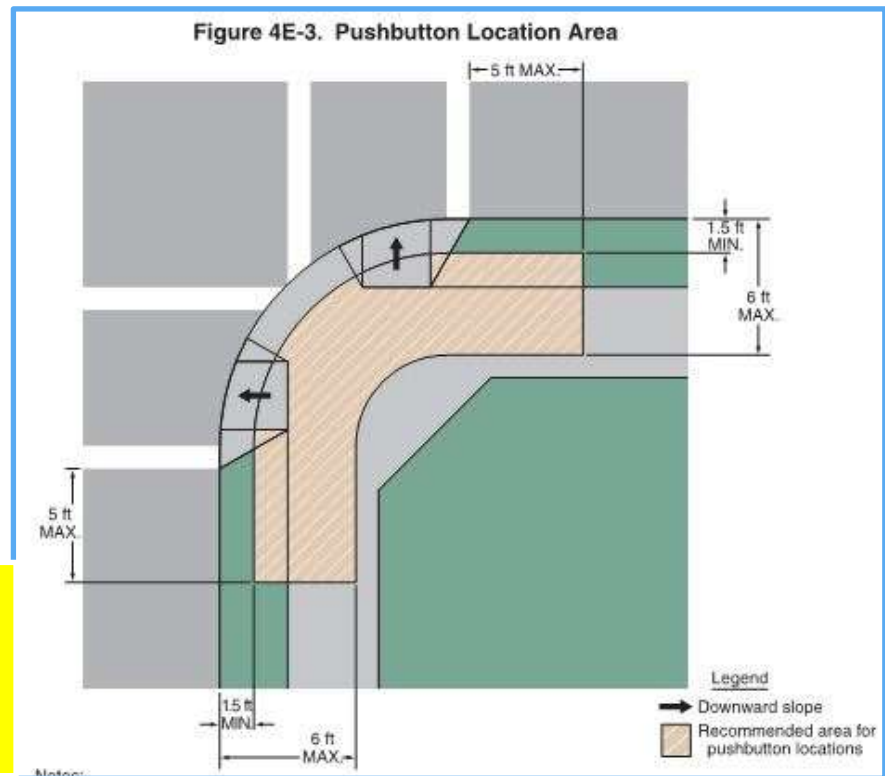 Figure 4E-3. Pushbutton Location Area
5 ft MAX.
1.5 ft
MIN.
6 ft
MAX.
5 ft
MAX.
1.5 ft
MIN.
6 ft
MAX.
Legend
Downward slope
Recommended area for
pushbutton locations
Notes: